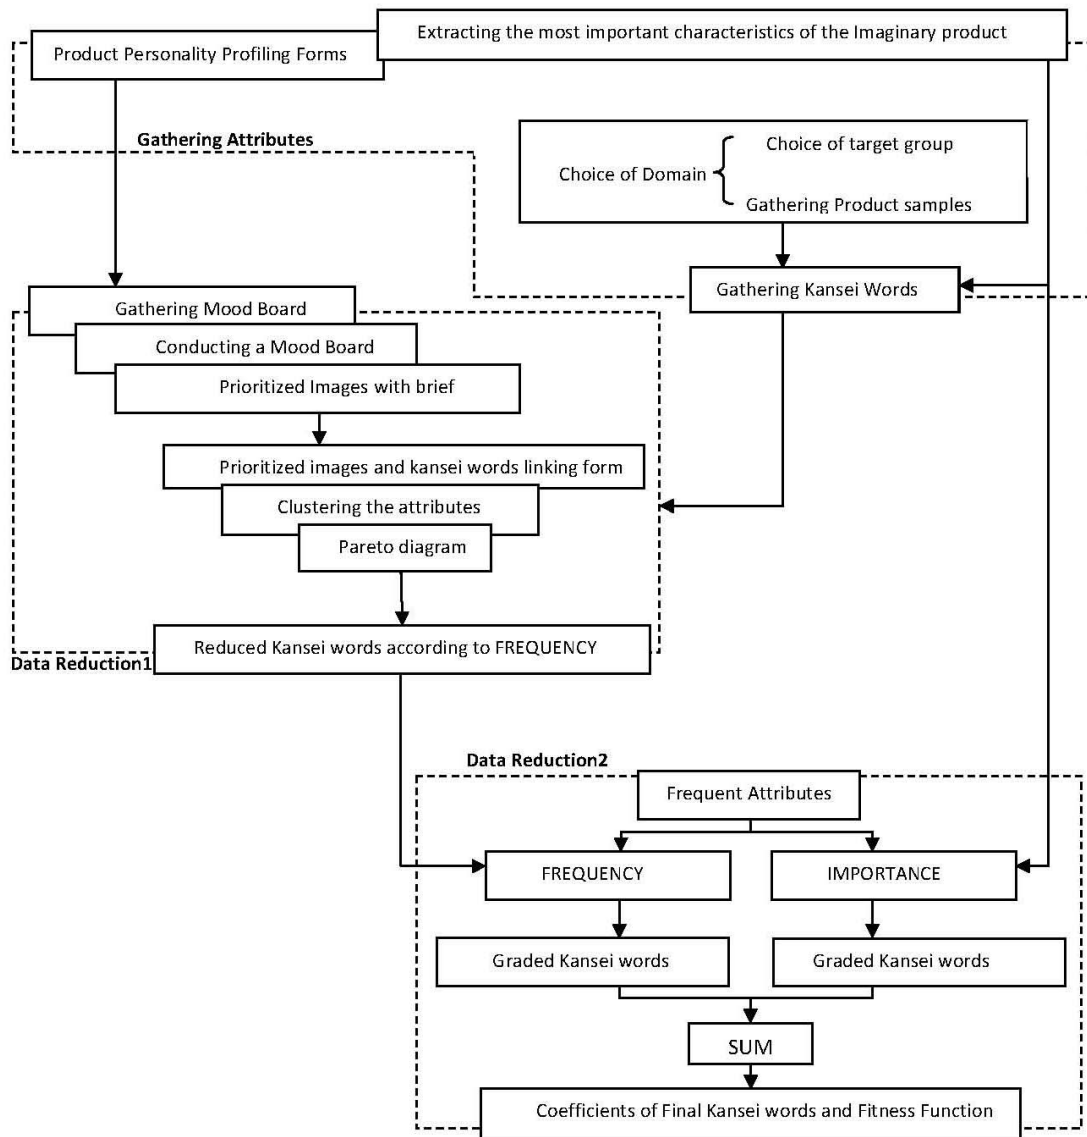 Extracting the most important characteristics of the Imaginary product
Product Personality Profiling Forms
Gathering Attributes
Choice of target group
Choice of Domain
Gathering Product samples
Gathering Kansei Words
Gathering Mood Board
Conducting a Mood Board
Prioritized Images with brief
Prioritized images and kansei words linking form
Clustering the attributes
Pareto diagram
Reduced Kansei words according to FREQUENCY
Data Reduction1
Data Reduction2
Frequent Attributes
FREQUENCY
IMPORTANCE
Graded Kansei words
Graded Kansei words
SUM
Coefficients of Final Kansei words and Fitness Function